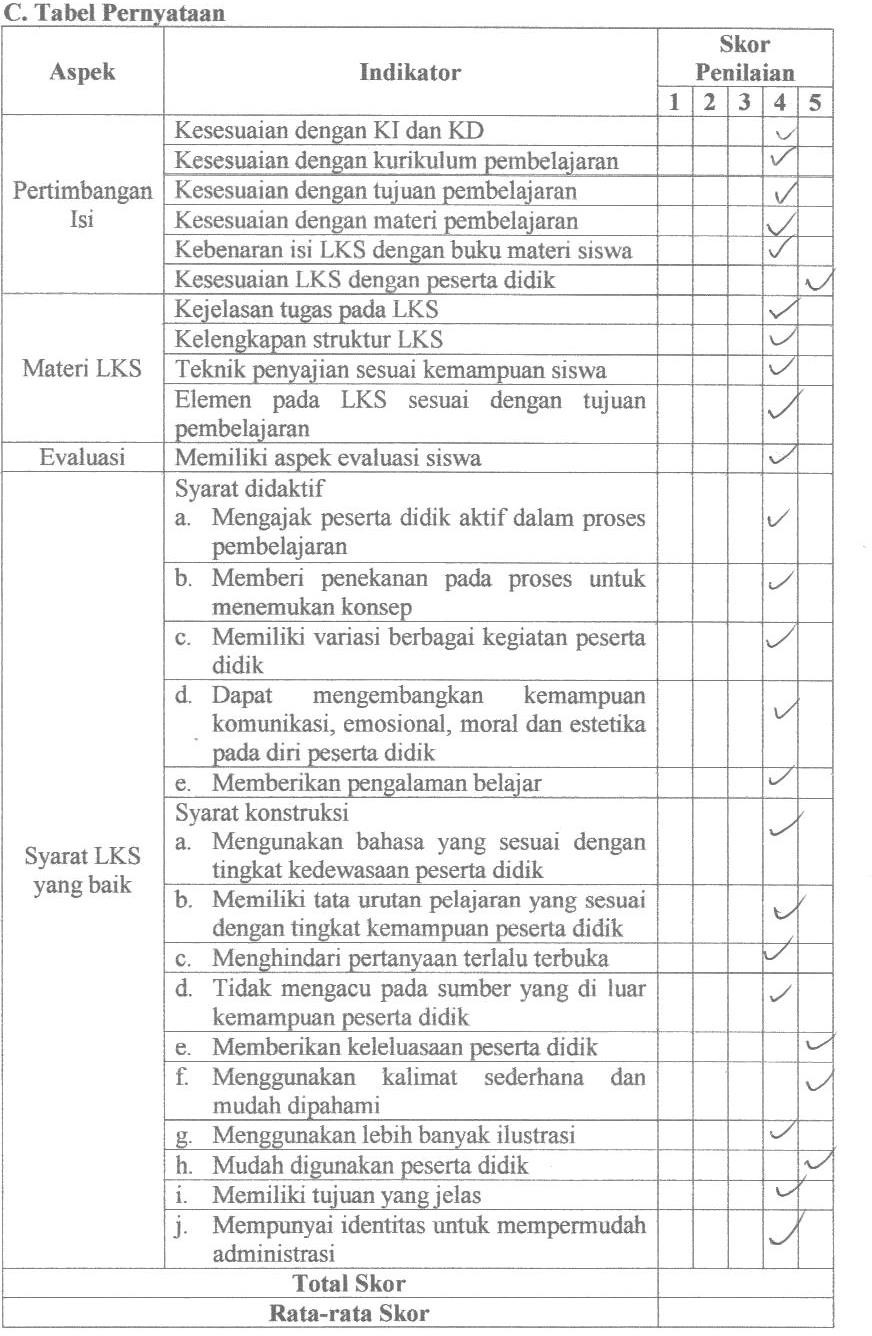 C. Tabel Pernyataan
Aspek
Indikator
Skor
Penilaian
1 2 3 4 5
Pertimbangan
Isi
Kesesuaian dengan KI dan KD ✓
Kesesuaian dengan kurikulum pembelajaran ✓
Kesesuaian dengan tujuan pembelajaran ✓
Kesesuaian dengan materi pembelajaran ✓
Kebenaran isi LKS dengan buku materi siswa ✓
Kesesuaian LKS dengan peserta didik ✓
Materi LKS
Kejelasan tugas pada LKS ✓
Kelengkapan struktur LKS ✓
Teknik penyajian sesuai kemampuan siswa ✓
Elemen pada LKS sesuai dengan tujuan ✓
pembelajaran
Evaluasi
Memiliki aspek evaluasi siswa ✓
Syarat LKS
yang baik
Syarat didaktif
a. Mengajak peserta didik aktif dalam proses ✓
pembelajaran
b. Memberi penekanan pada proses untuk ✓
menemukan konsep
c. Memiliki variasi berbagai kegiatan peserta ✓
didik
d. Dapat mengembangkan kemampuan ✓
komunikasi, emosional, moral dan estetika
pada diri peserta didik
e. Memberikan pengalaman belajar ✓
Syarat konstruksi
a. Mengunakan bahasa yang sesuai dengan ✓
tingkat kedewasaan peserta didik
b. Memiliki tata urutan pelajaran yang sesuai ✓
dengan tingkat kemampuan peserta didik
c. Menghindari pertanyaan terlalu terbuka ✓
d. Tidak mengacu pada sumber yang di luar ✓
kemampuan peserta didik
e. Memberikan keleluasaan peserta didik ✓
f. Menggunakan kalimat sederhana dan ✓
mudah dipahami
g. Menggunakan lebih banyak ilustrasi ✓
h. Mudah digunakan peserta didik ✓
i. Memiliki tujuan yang jelas ✓
j. Mempunyai identitas untuk mempermudah ✓
administrasi
Total Skor
Rata-rata Skor